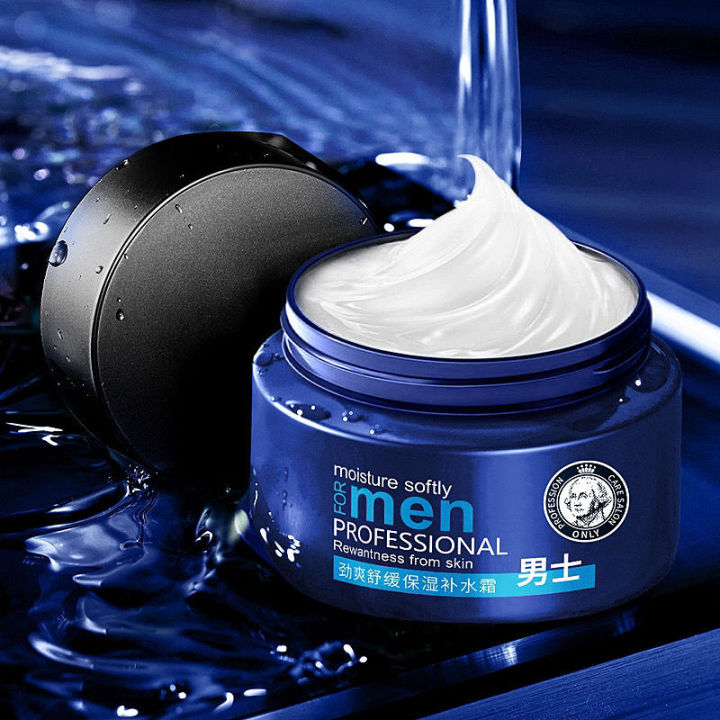 moisture softly
FOR men
PROFESSIONAL
Rewantness from skin
劲爽舒缓保湿补水霜
男士
PROFESSION CARE SALON
ONLY